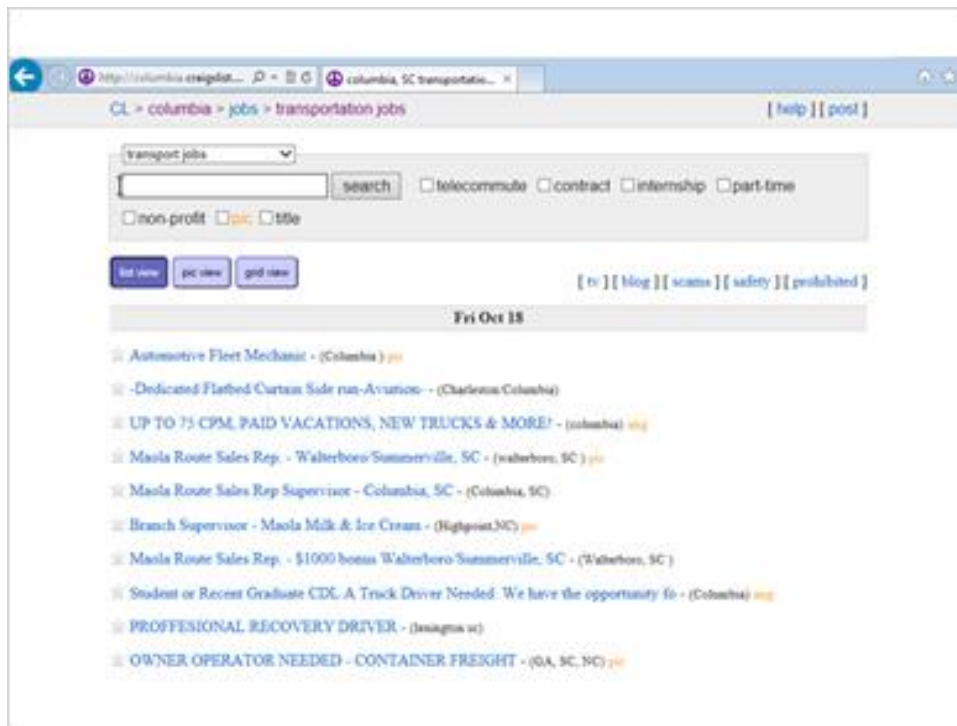 http://columbia.craigslist... columbia, SC transportatio...
CL > columbia > jobs > transportation jobs [ help ] [ post ]
transport jobs
search telecommute contract internship part-time
non-profit pic title
list view pic view grid view
[ tv ] [ blog ] [ scams ] [ safety ] [ prohibited ]
Fri Oct 18
Automotive Fleet Mechanic - (Columbia ) pic
-Dedicated Flatbed Curtain Side run-Aviation- - (Charleston/Columbia)
UP TO 75 CPM, PAID VACATIONS, NEW TRUCKS & MORE! - (columbia) img
Maola Route Sales Rep. - Walterboro/Summerville, SC - (walterboro, SC ) pic
Maola Route Sales Rep Supervisor - Columbia, SC - (Columbia, SC)
Branch Supervisor - Maola Milk & Ice Cream - (Highpoint,NC) pic
Maola Route Sales Rep. - $1000 bonus Walterboro/Summerville, SC - (Walterboro, SC )
Student or Recent Graduate CDL A Truck Driver Needed. We have the opportunity fo - (Columbia) img
PROFFESIONAL RECOVERY DRIVER - (lexington sc)
OWNER OPERATOR NEEDED - CONTAINER FREIGHT - (GA, SC, NC) pic